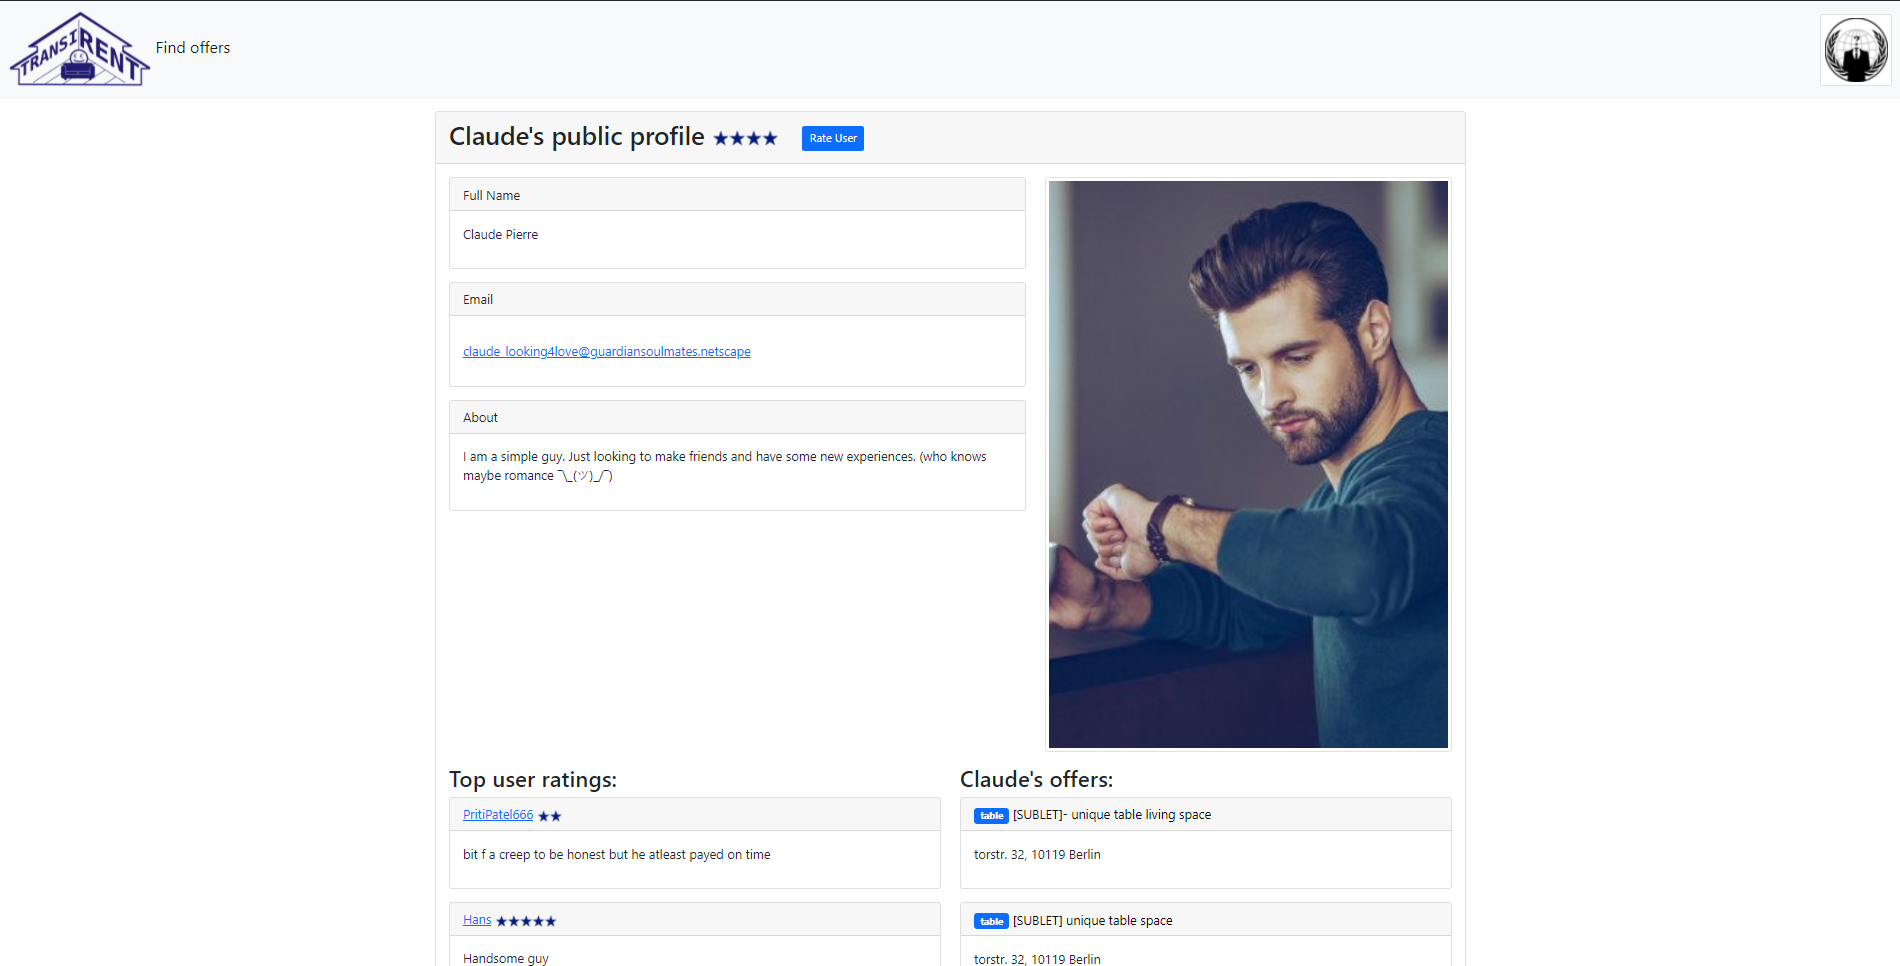 TRANSIRENT
Find offers
Claude's public profile ★★★★
Rate User
Full Name
Claude Pierre
Email
claude_looking4love@guardiansoulmates.netscape
About
I am a simple guy. Just looking to make friends and have some new experiences. (who knows
maybe romance ¯\_(ツ)_/¯)
Top user ratings:
PritiPatel666 ★★
bit f a creep to be honest but he atleast payed on time
Hans ★★★★★
Handsome guy
Claude's offers:
table [SUBLET]- unique table living space
torstr. 32, 10119 Berlin
table [SUBLET] unique table space
torstr. 32, 10119 Berlin